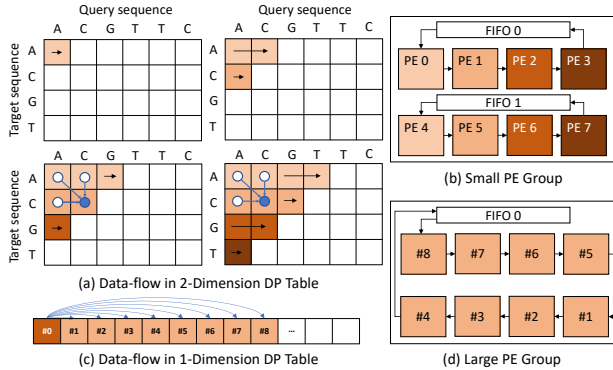 Query sequence
A C G T T C
Target sequence
A
C
G
T
Query sequence
A C G T T C
A
C
G
T
A C G T T C
Target sequence
A
C
G
T
A C G T T C
A
C
G
T
(a) Data-flow in 2-Dimension DP Table
#0 #1 #2 #3 #4 #5 #6 #7 #8 ...
(c) Data-flow in 1-Dimension DP Table
FIFO 0
PE 0 PE 1 PE 2 PE 3
FIFO 1
PE 4 PE 5 PE 6 PE 7
(b) Small PE Group
FIFO 0
#8 #7 #6 #5
#4 #3 #2 #1
(d) Large PE Group